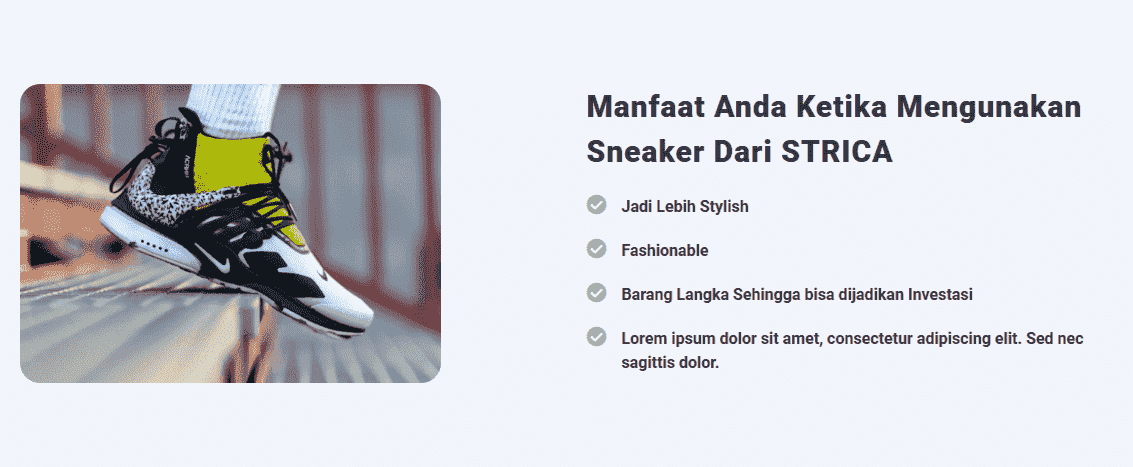 Manfaat Anda Ketika Mengunakan
Sneaker Dari STRICA
Jadi Lebih Stylish
Fashionable
Barang Langka Sehingga bisa dijadikan Investasi
Lorem ipsum dolor sit amet, consectetur adipiscing elit. Sed nec
sagittis dolor.